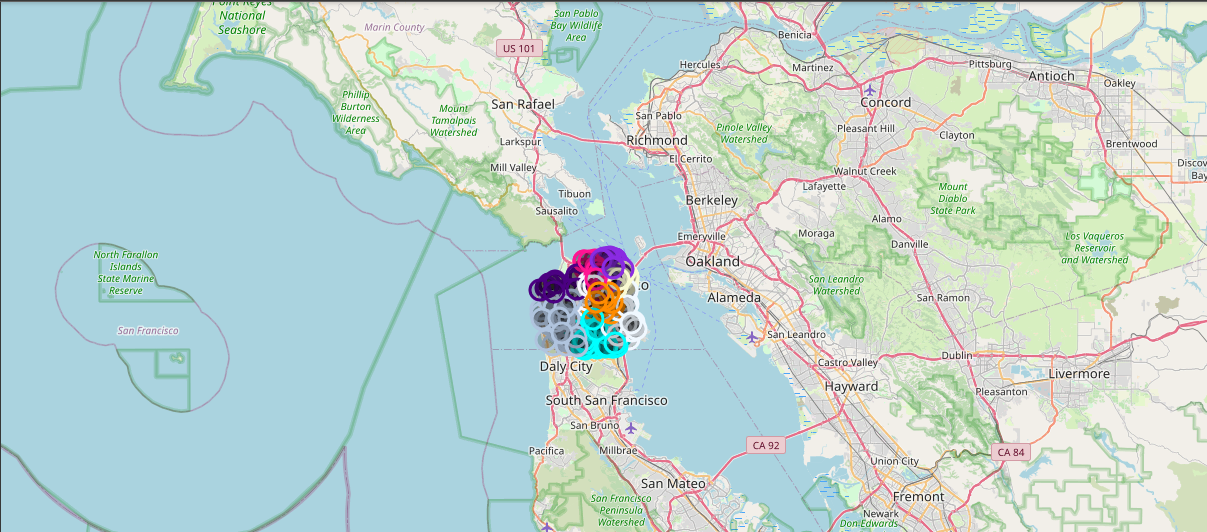 Point Reyes
National
Seashore
San Pablo
Bay Wildlife
Area
Marin County
US 101
Benicia
Hercules
Martinez
Pittsburg
Antioch
Oakley
Phillip
Burton
Wilderness
Area
Mount
Tamalpais
Watershed
San Rafael
San Pablo
Concord
Larkspur
Richmond
Pinole Valley
Watershed
Pleasant Hill
Clayton
Brentwood
Mill Valley
El Cerrito
Walnut Creek
Discov
Bay
Tiburon
Berkeley
Lafayette
Mount
Diablo
State Park
Sausalito
Alamo
Emeryville
Moraga
Danville
Los Vaqueros
Reservoir
and Watershed
North Farallon
Islands
State Marine
Reserve
Oakland
San Leandro
Watershed
o
Alameda
San Ramon
San Francisco
San Leandro
Daly City
Castro Valley
Dublin
Livermore
Hayward
Pleasanton
South San Francisco
San Bruno
CA 92
Pacifica
Millbrae
CA 84
Union City
San Mateo
Fremont
San Francisco
Peninsula
Watershed
Newark
Don Edwards